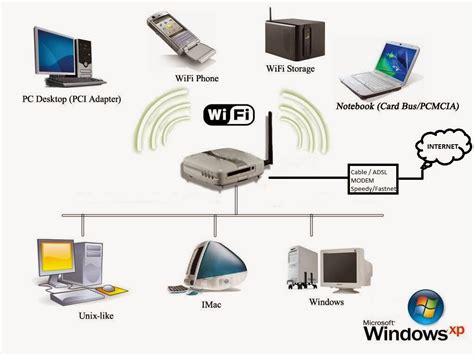 PC Desktop (PCI Adapter)
WiFi Phone
WiFi Storage
Notebook (Card Bus/PCMCIA)
Wi Fi
INTERNET
Cable / ADSL
MODEM
Speedy/Fastnet
Unix-like
IMac
Windows
Microsoft
Windows xp